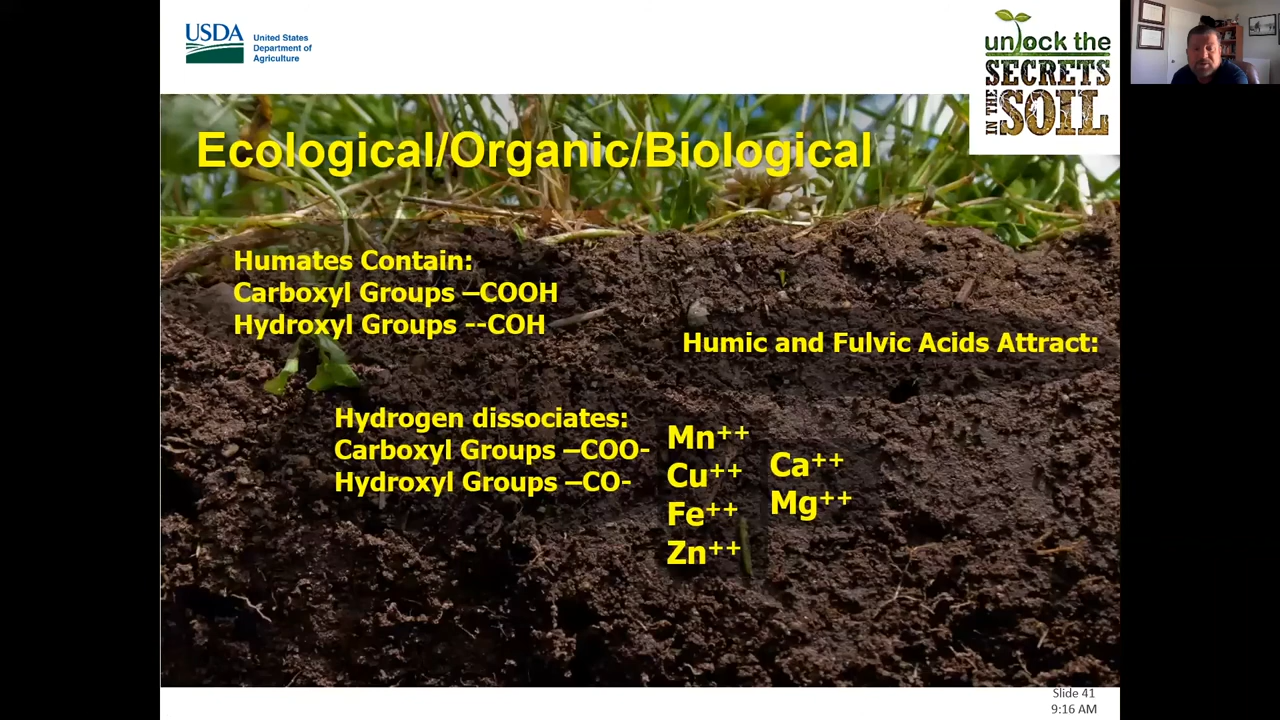 USDA
United States
Department of
Agriculture
unlock the
SECRETS
IN THE
SOIL
Ecological/Organic/Biological
Humates Contain:
Carboxyl Groups –COOH
Hydroxyl Groups --COH
Humic and Fulvic Acids Attract:
Hydrogen dissociates:
Carboxyl Groups –COO-
Hydroxyl Groups –CO-
Mn++
Cu++
Fe++
Zn++
Ca++
Mg++
Slide 41
9:16 AM